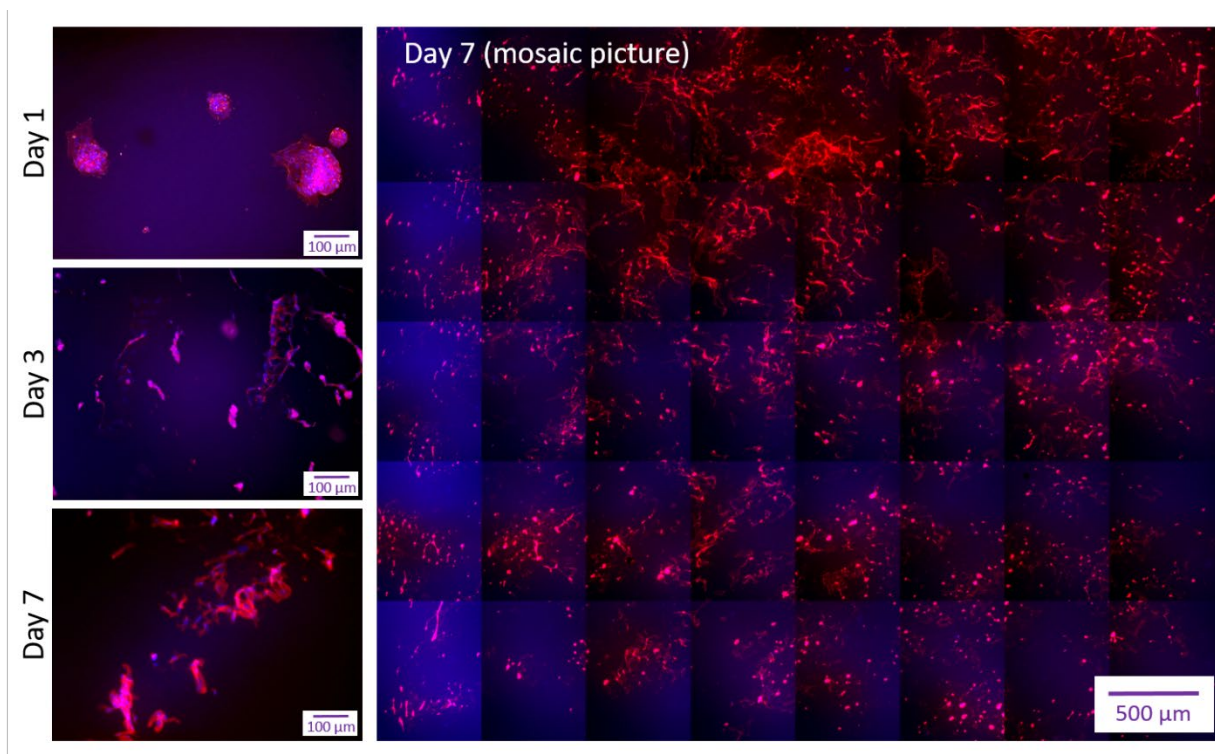 Day 1
100 μm
Day 3
100 μm
Day 7
100 μm
Day 7 (mosaic picture)
500 μm